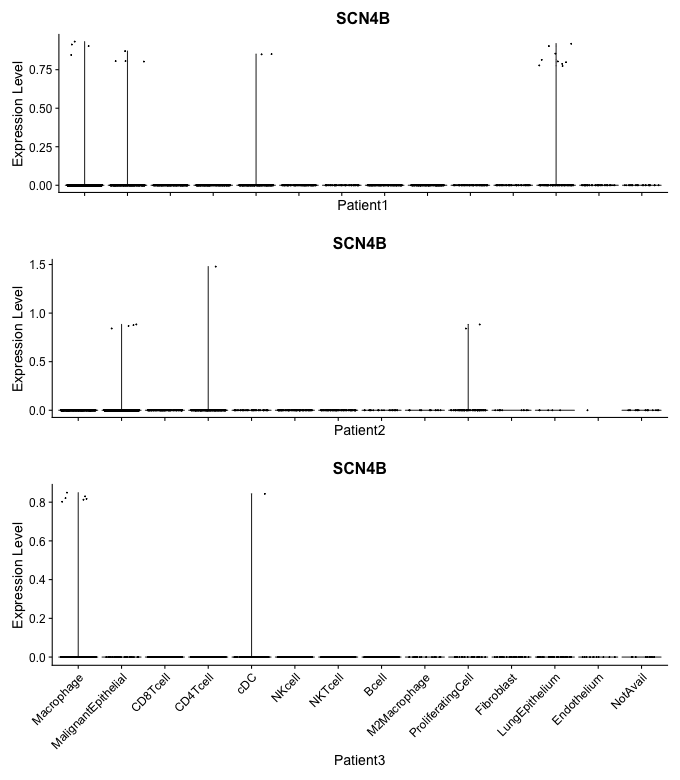 SCN4B
Expression Level
0.75
0.50
0.25
0.00
Patient1
SCN4B
Expression Level
1.5
1.0
0.5
0.0
Patient2
SCN4B
Expression Level
0.8
0.6
0.4
0.2
0.0
Macrophage
MalignantEpithelial
CD8Tcell
CD4Tcell
cDC
NKcell
NKTcell
Bcell
M2Macrophage
ProliferatingCell
Fibroblast
LungEpithelium
Endothelium
NotAvail
Patient3